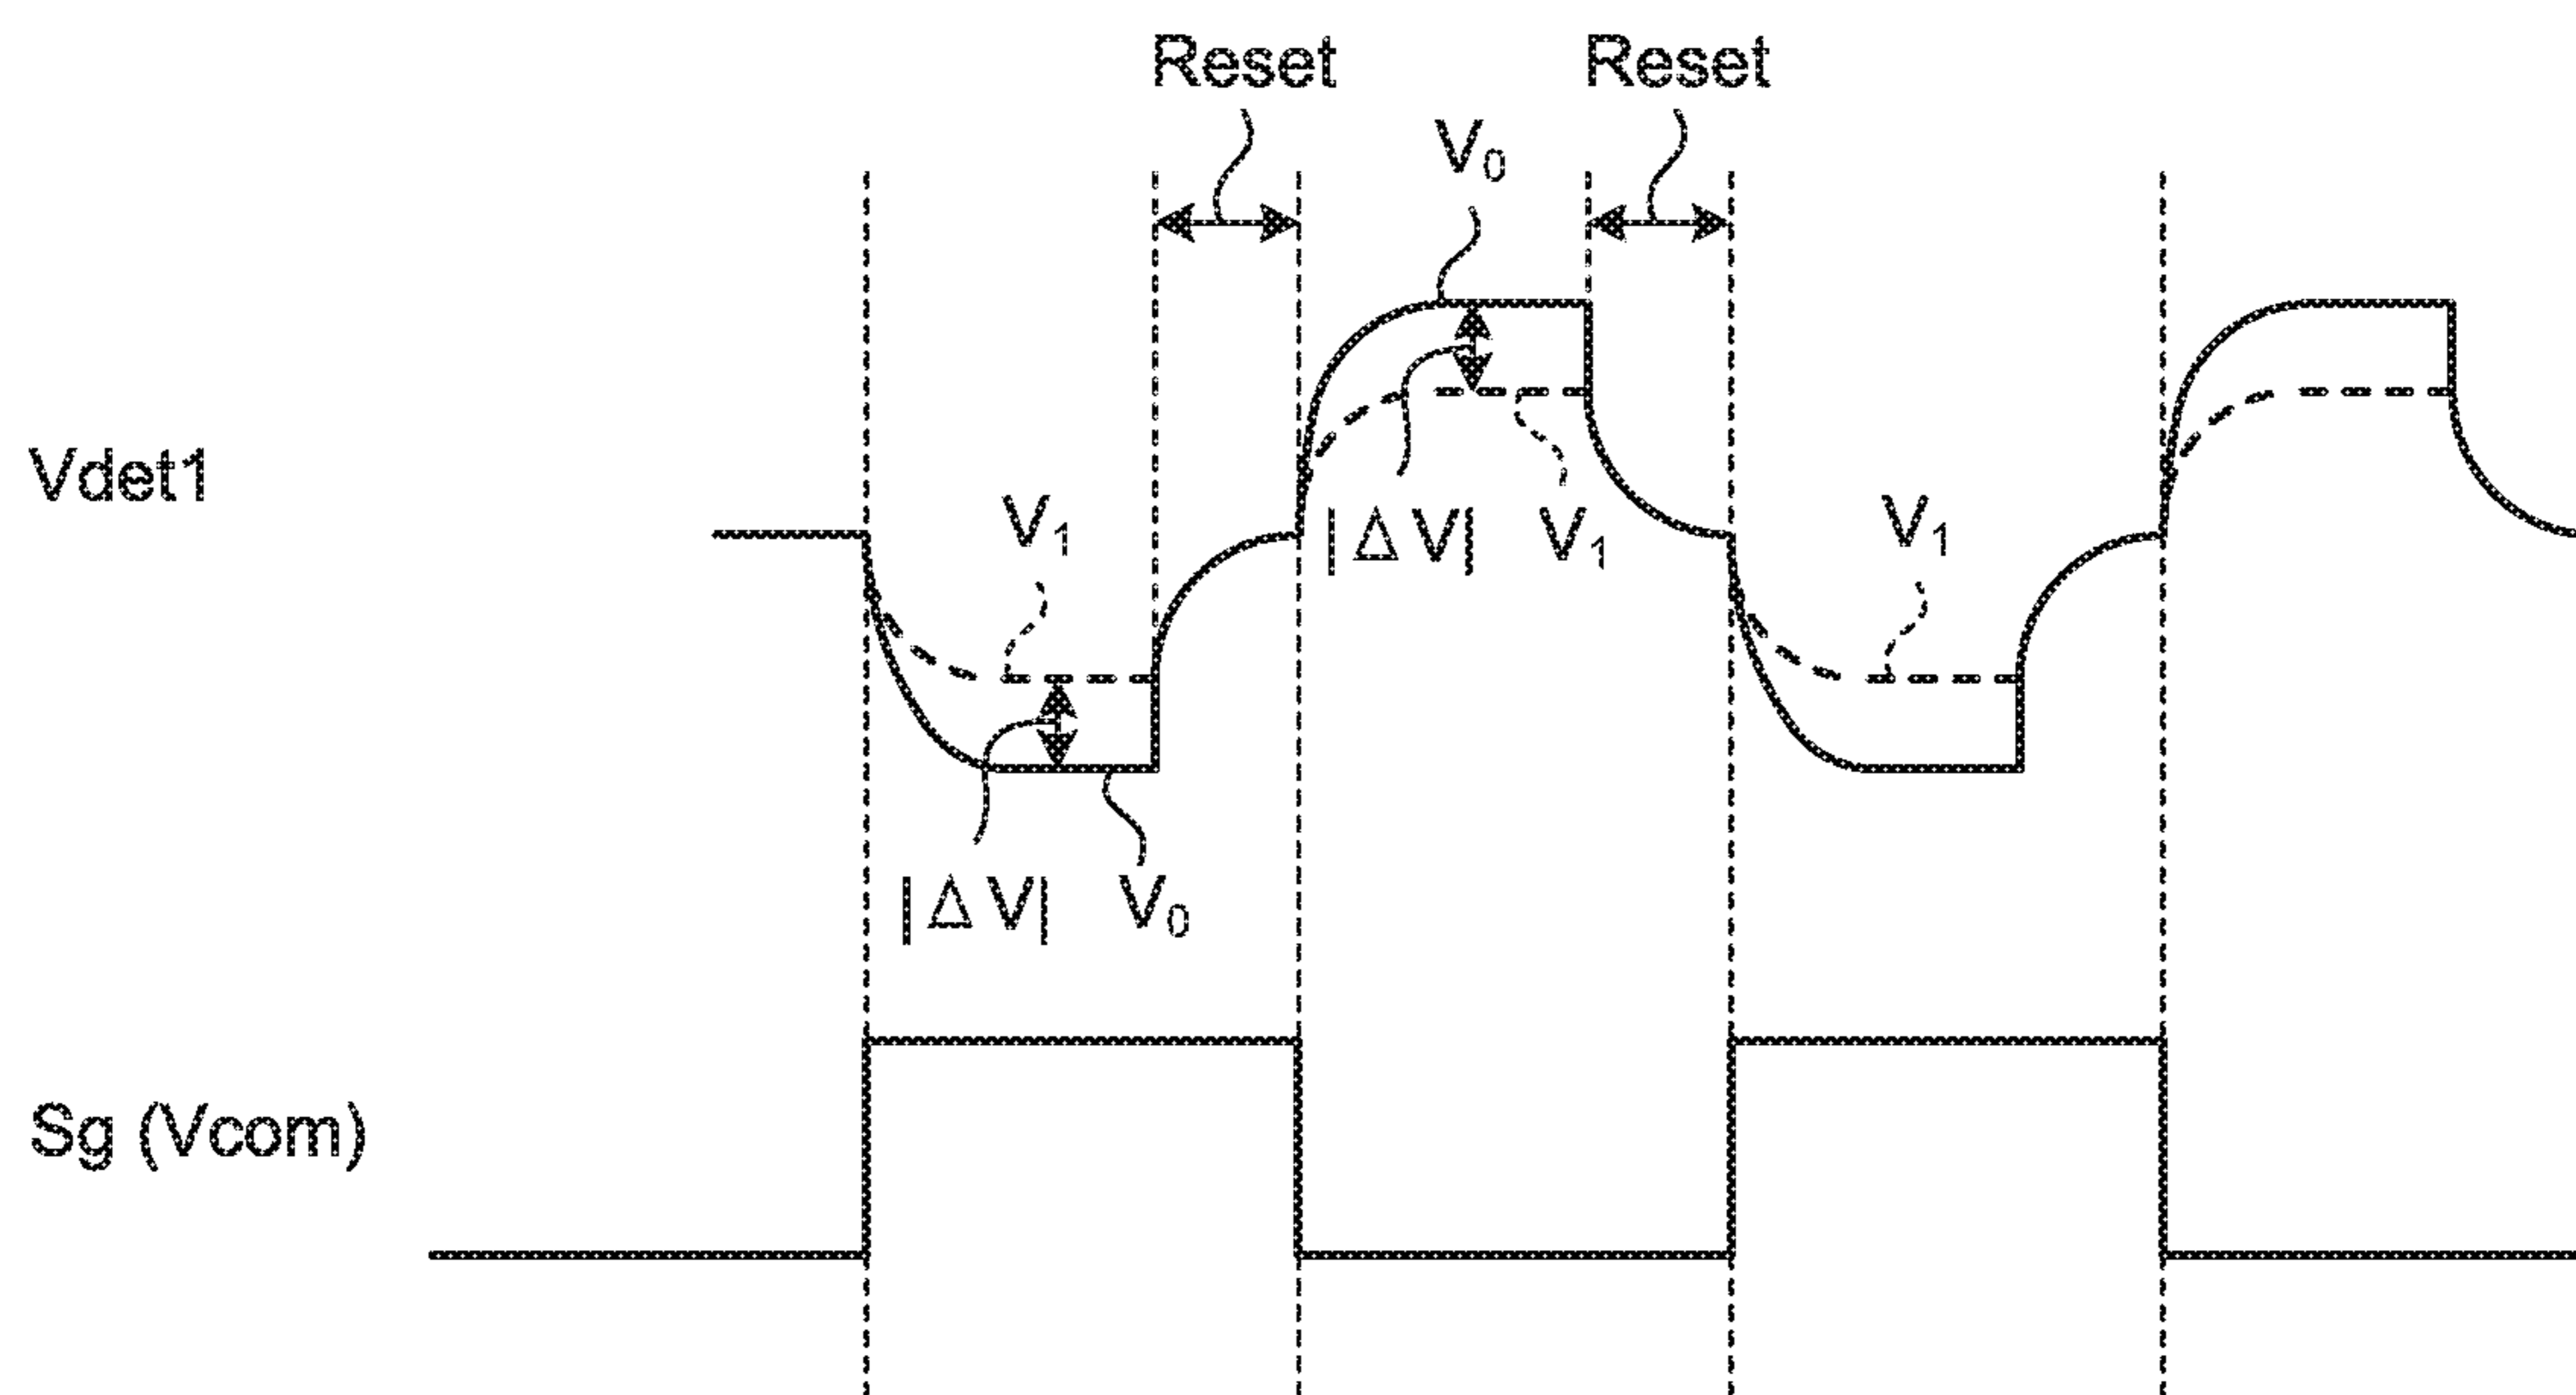 Reset
Reset
V₀
Vdet1
V₁
|ΔV|
V₁
V₁
|ΔV|
V₀
Sg (Vcom)